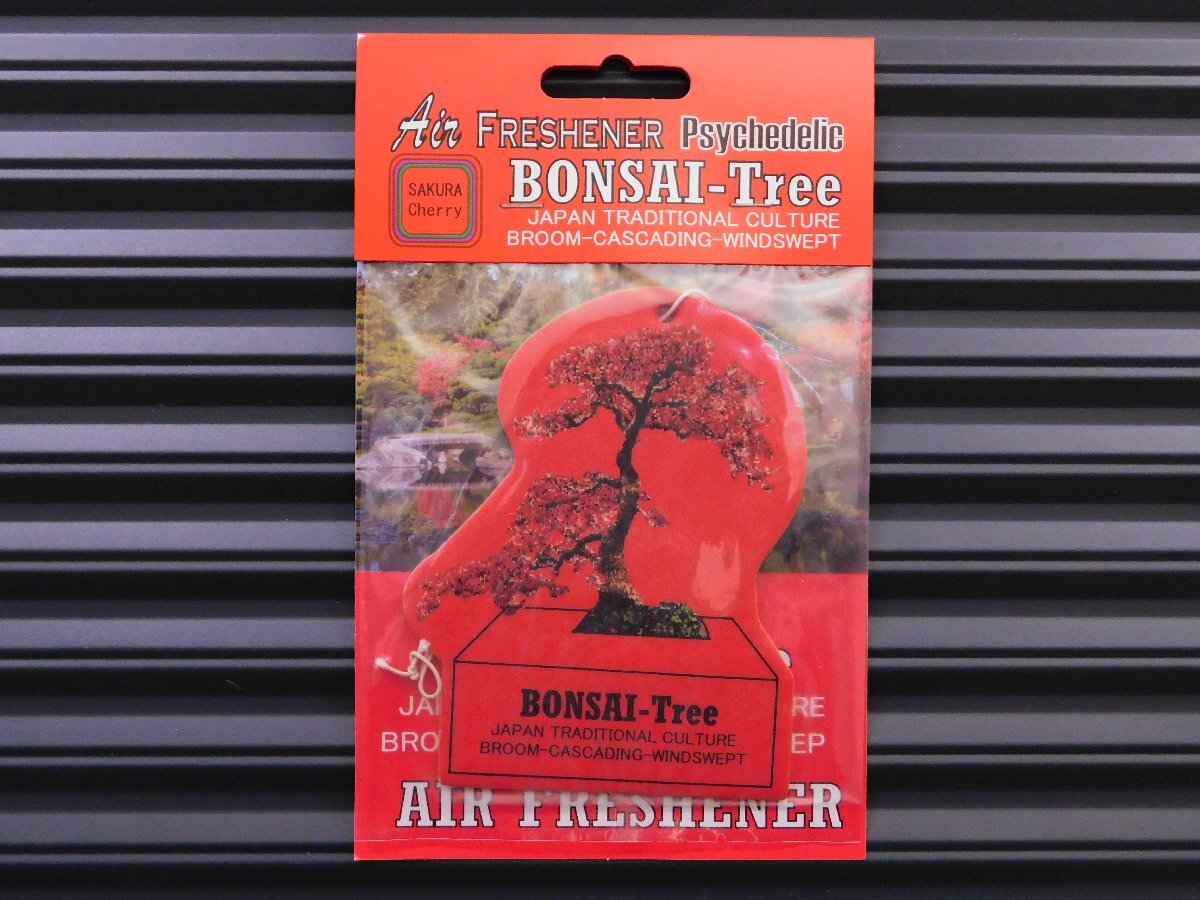 Air FRESHENER Psychedelic
SAKURA
Cherry
BONSAI-Tree
JAPAN TRADITIONAL CULTURE
BROOM-CASCADING-WINDSWEPT
BONSAI-Tree
JAPAN TRADITIONAL CULTURE
BROOM-CASCADING-WINDSWEPT
AIR FRESHENER